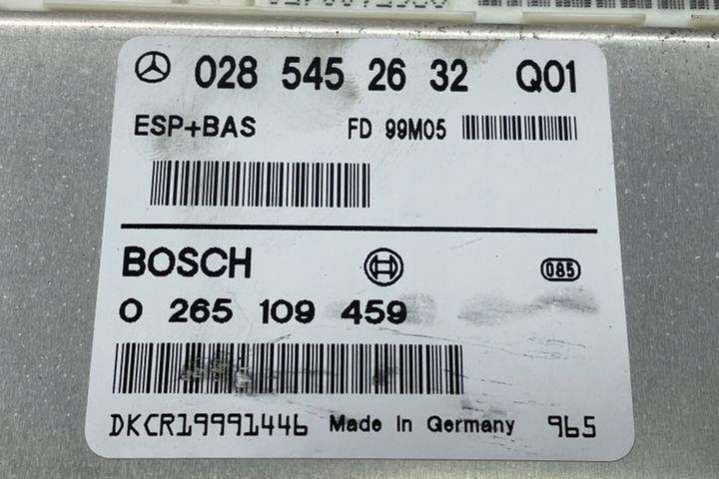 028 545 26 32 Q01
ESP+BAS FD 99M05
BOSCH 085
0 265 109 459
DKCR19991446 Made In Germany 965